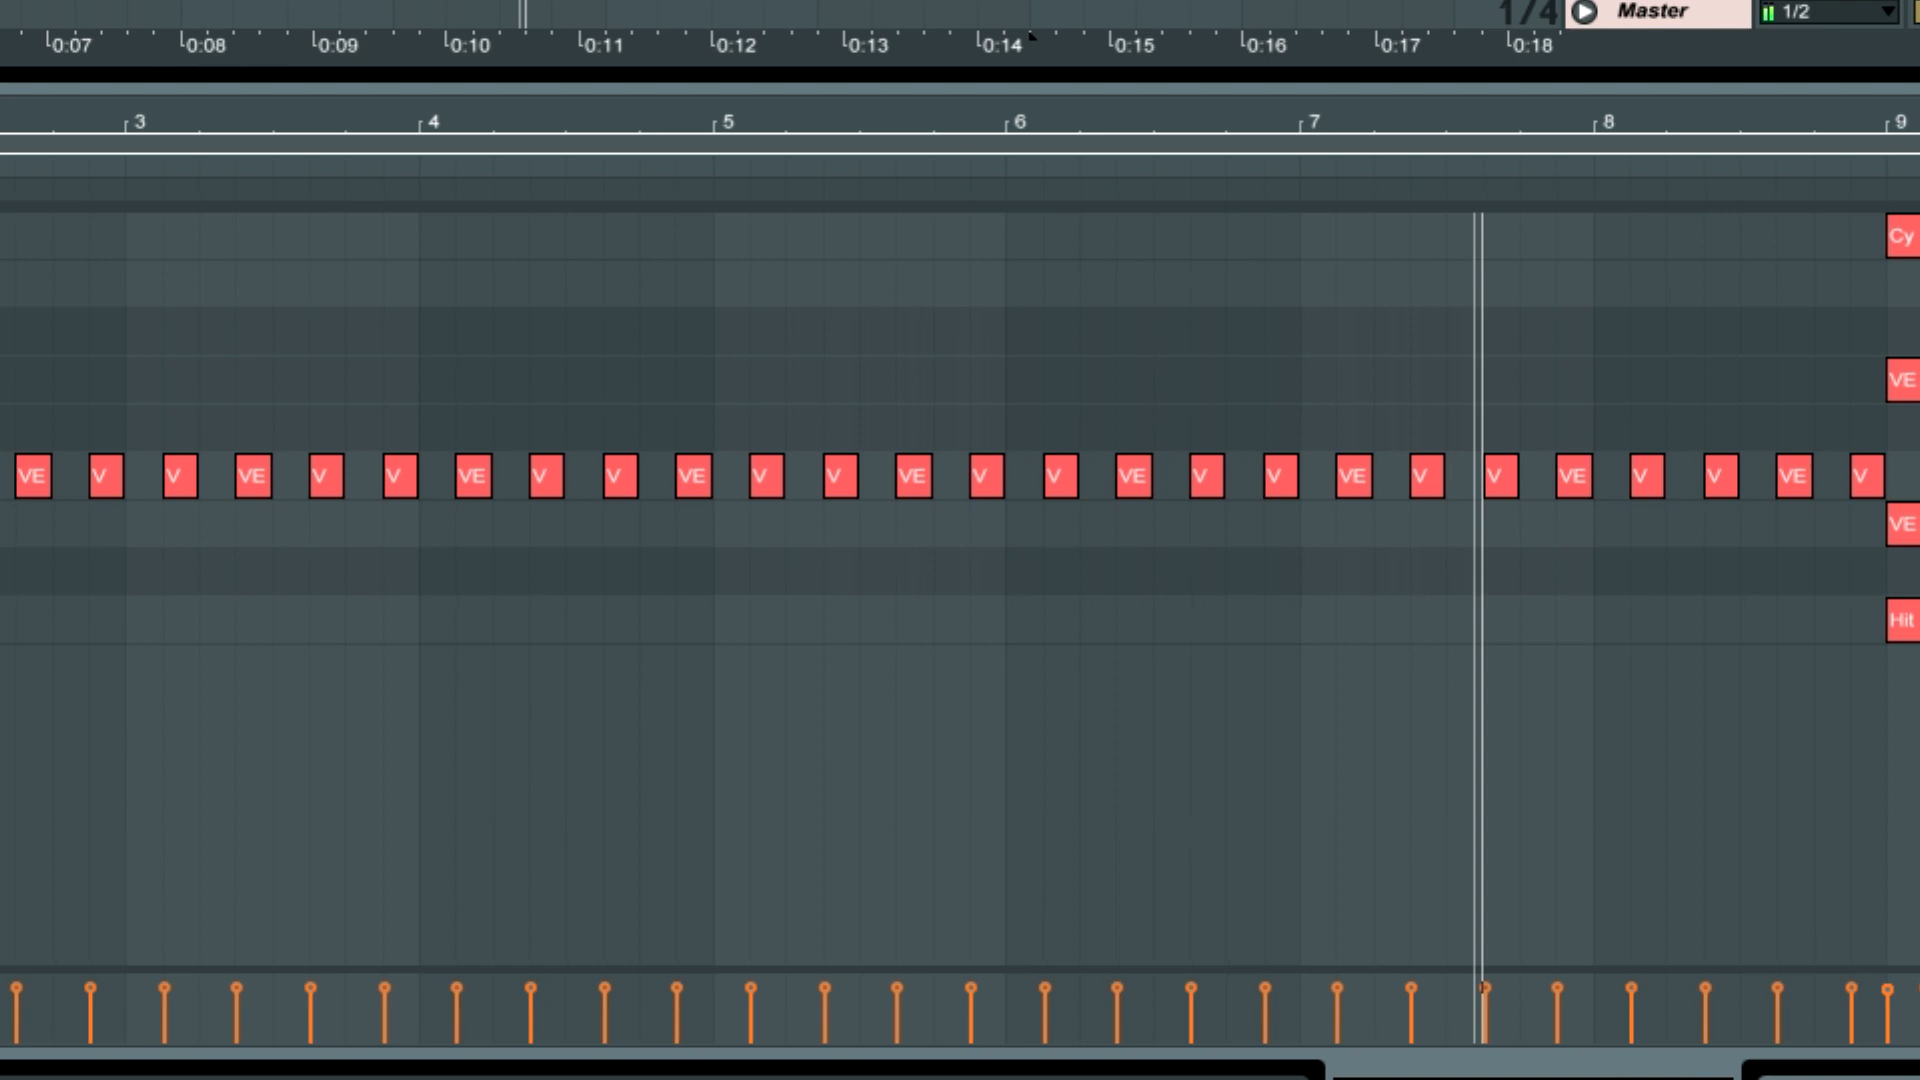 1/4 Master 1/2
0:07 0:08 0:09 0:10 0:11 0:12 0:13 0:14 0:15 0:16 0:17 0:18
3 4 5 6 7 8 9
Cy
VE
VE V V VE V V VE V V VE V V VE V V VE V V VE V V VE V V VE V
VE
Hit